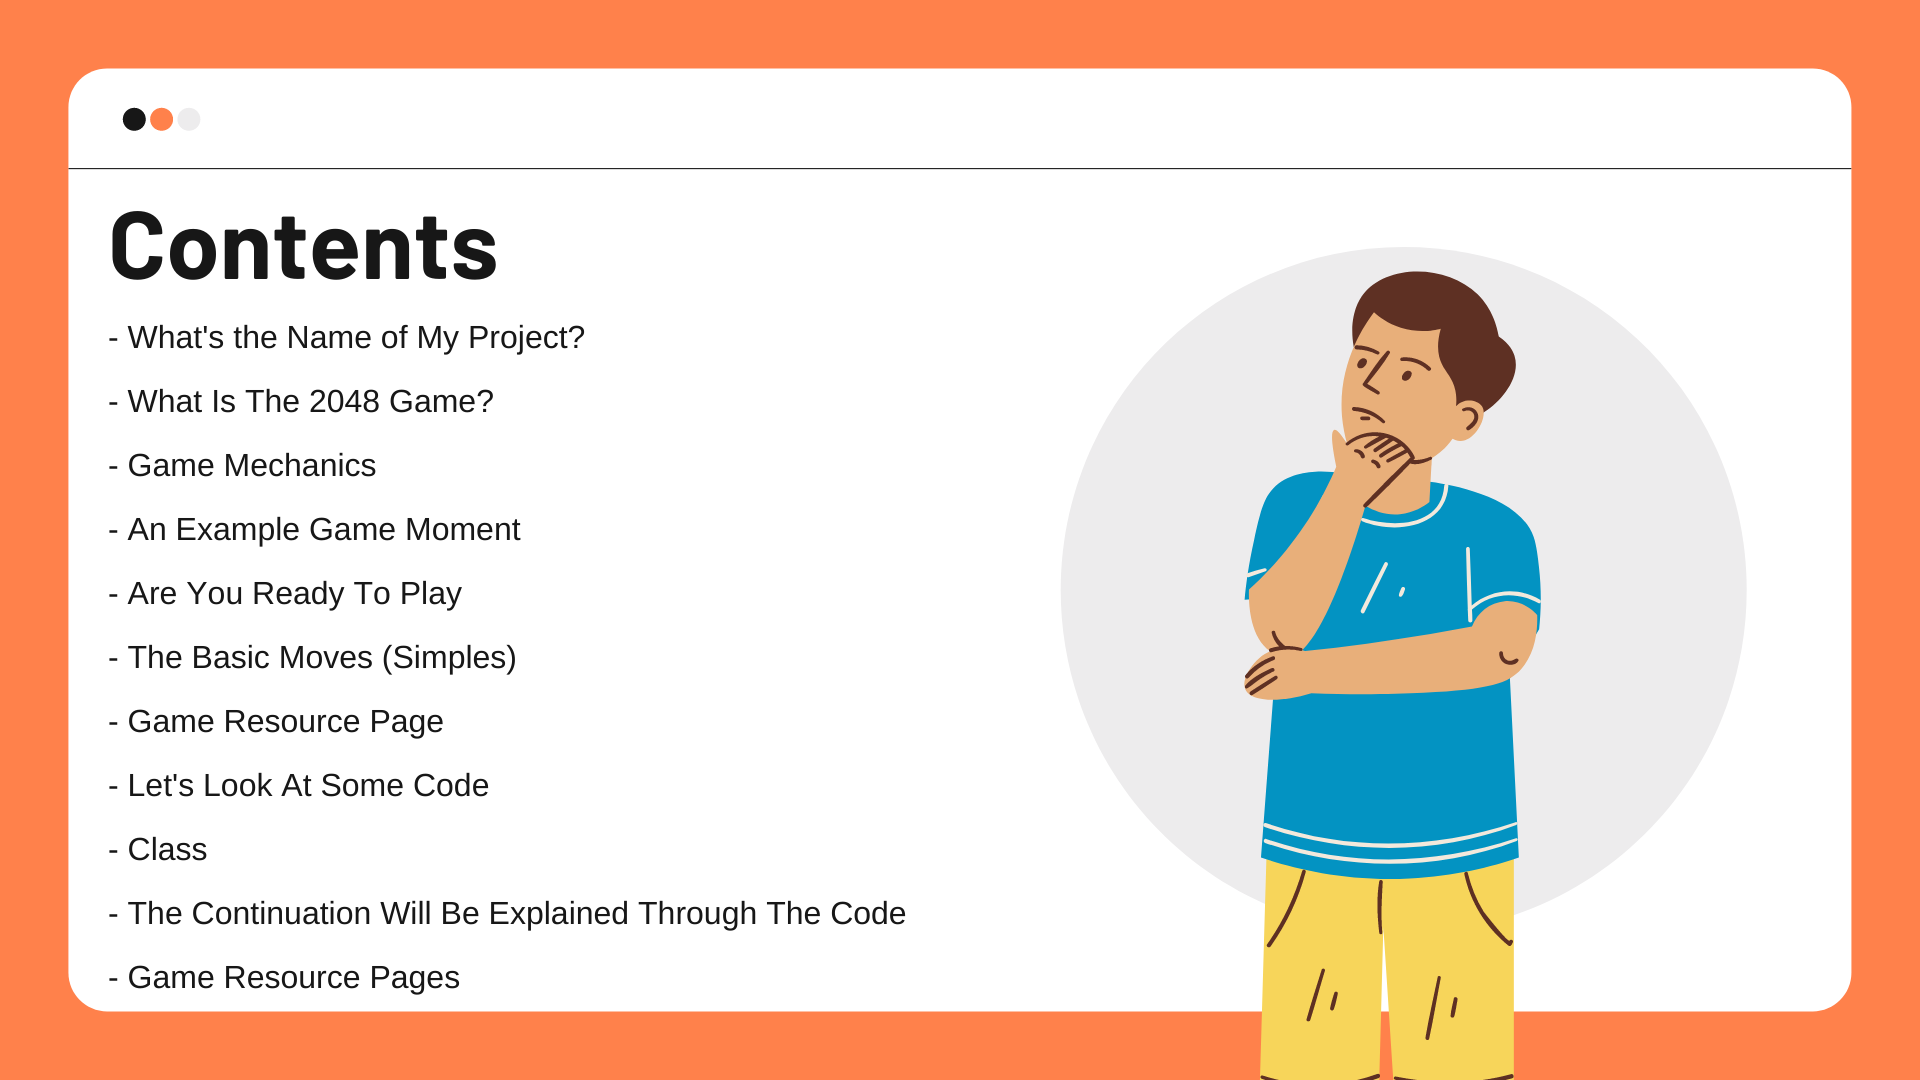 Contents
- What's the Name of My Project?
- What Is The 2048 Game?
- Game Mechanics
- An Example Game Moment
- Are You Ready To Play
- The Basic Moves (Simples)
- Game Resource Page
- Let's Look At Some Code
- Class
- The Continuation Will Be Explained Through The Code
- Game Resource Pages